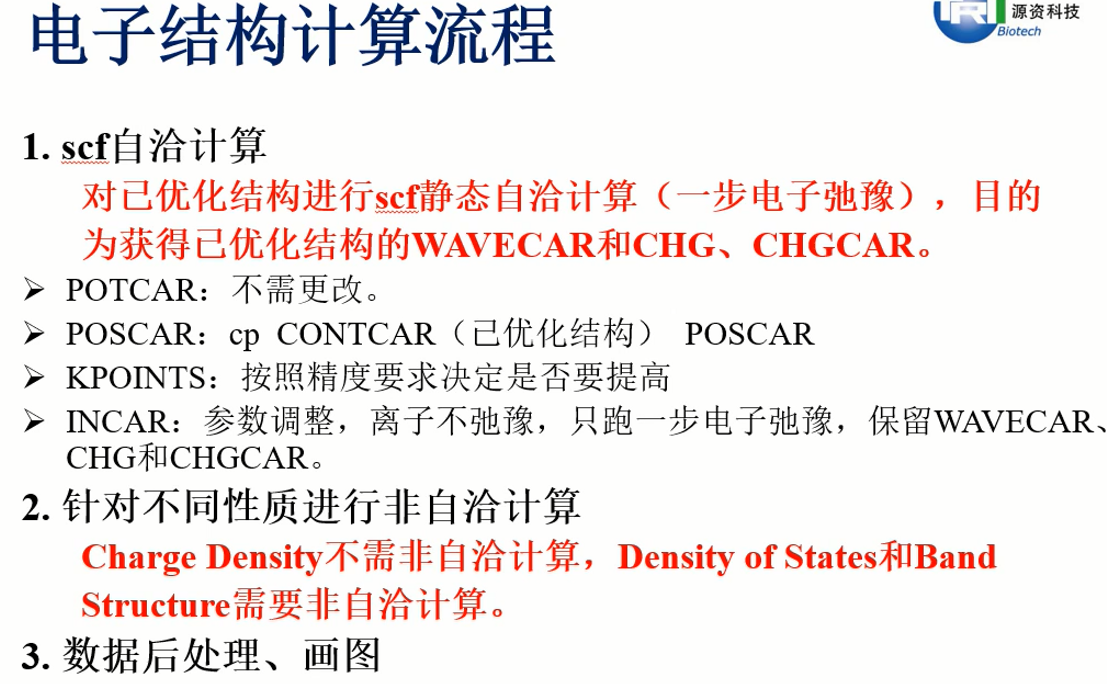 电子结构计算流程
TRI 源资科技
Biotech
1. scf自洽计算
对已优化结构进行scf静态自洽计算（一步电子弛豫），目的
为获得已优化结构的WAVECAR和CHG、CHGCAR。
➢ POTCAR：不需更改。
➢ POSCAR：cp CONTCAR（已优化结构） POSCAR
➢ KPOINTS：按照精度要求决定是否要提高
➢ INCAR：参数调整，离子不弛豫，只跑一步电子弛豫，保留WAVECAR、
CHG和CHGCAR。
2. 针对不同性质进行非自洽计算
Charge Density不需非自洽计算，Density of States和Band
Structure需要非自洽计算。
3. 数据后处理、画图